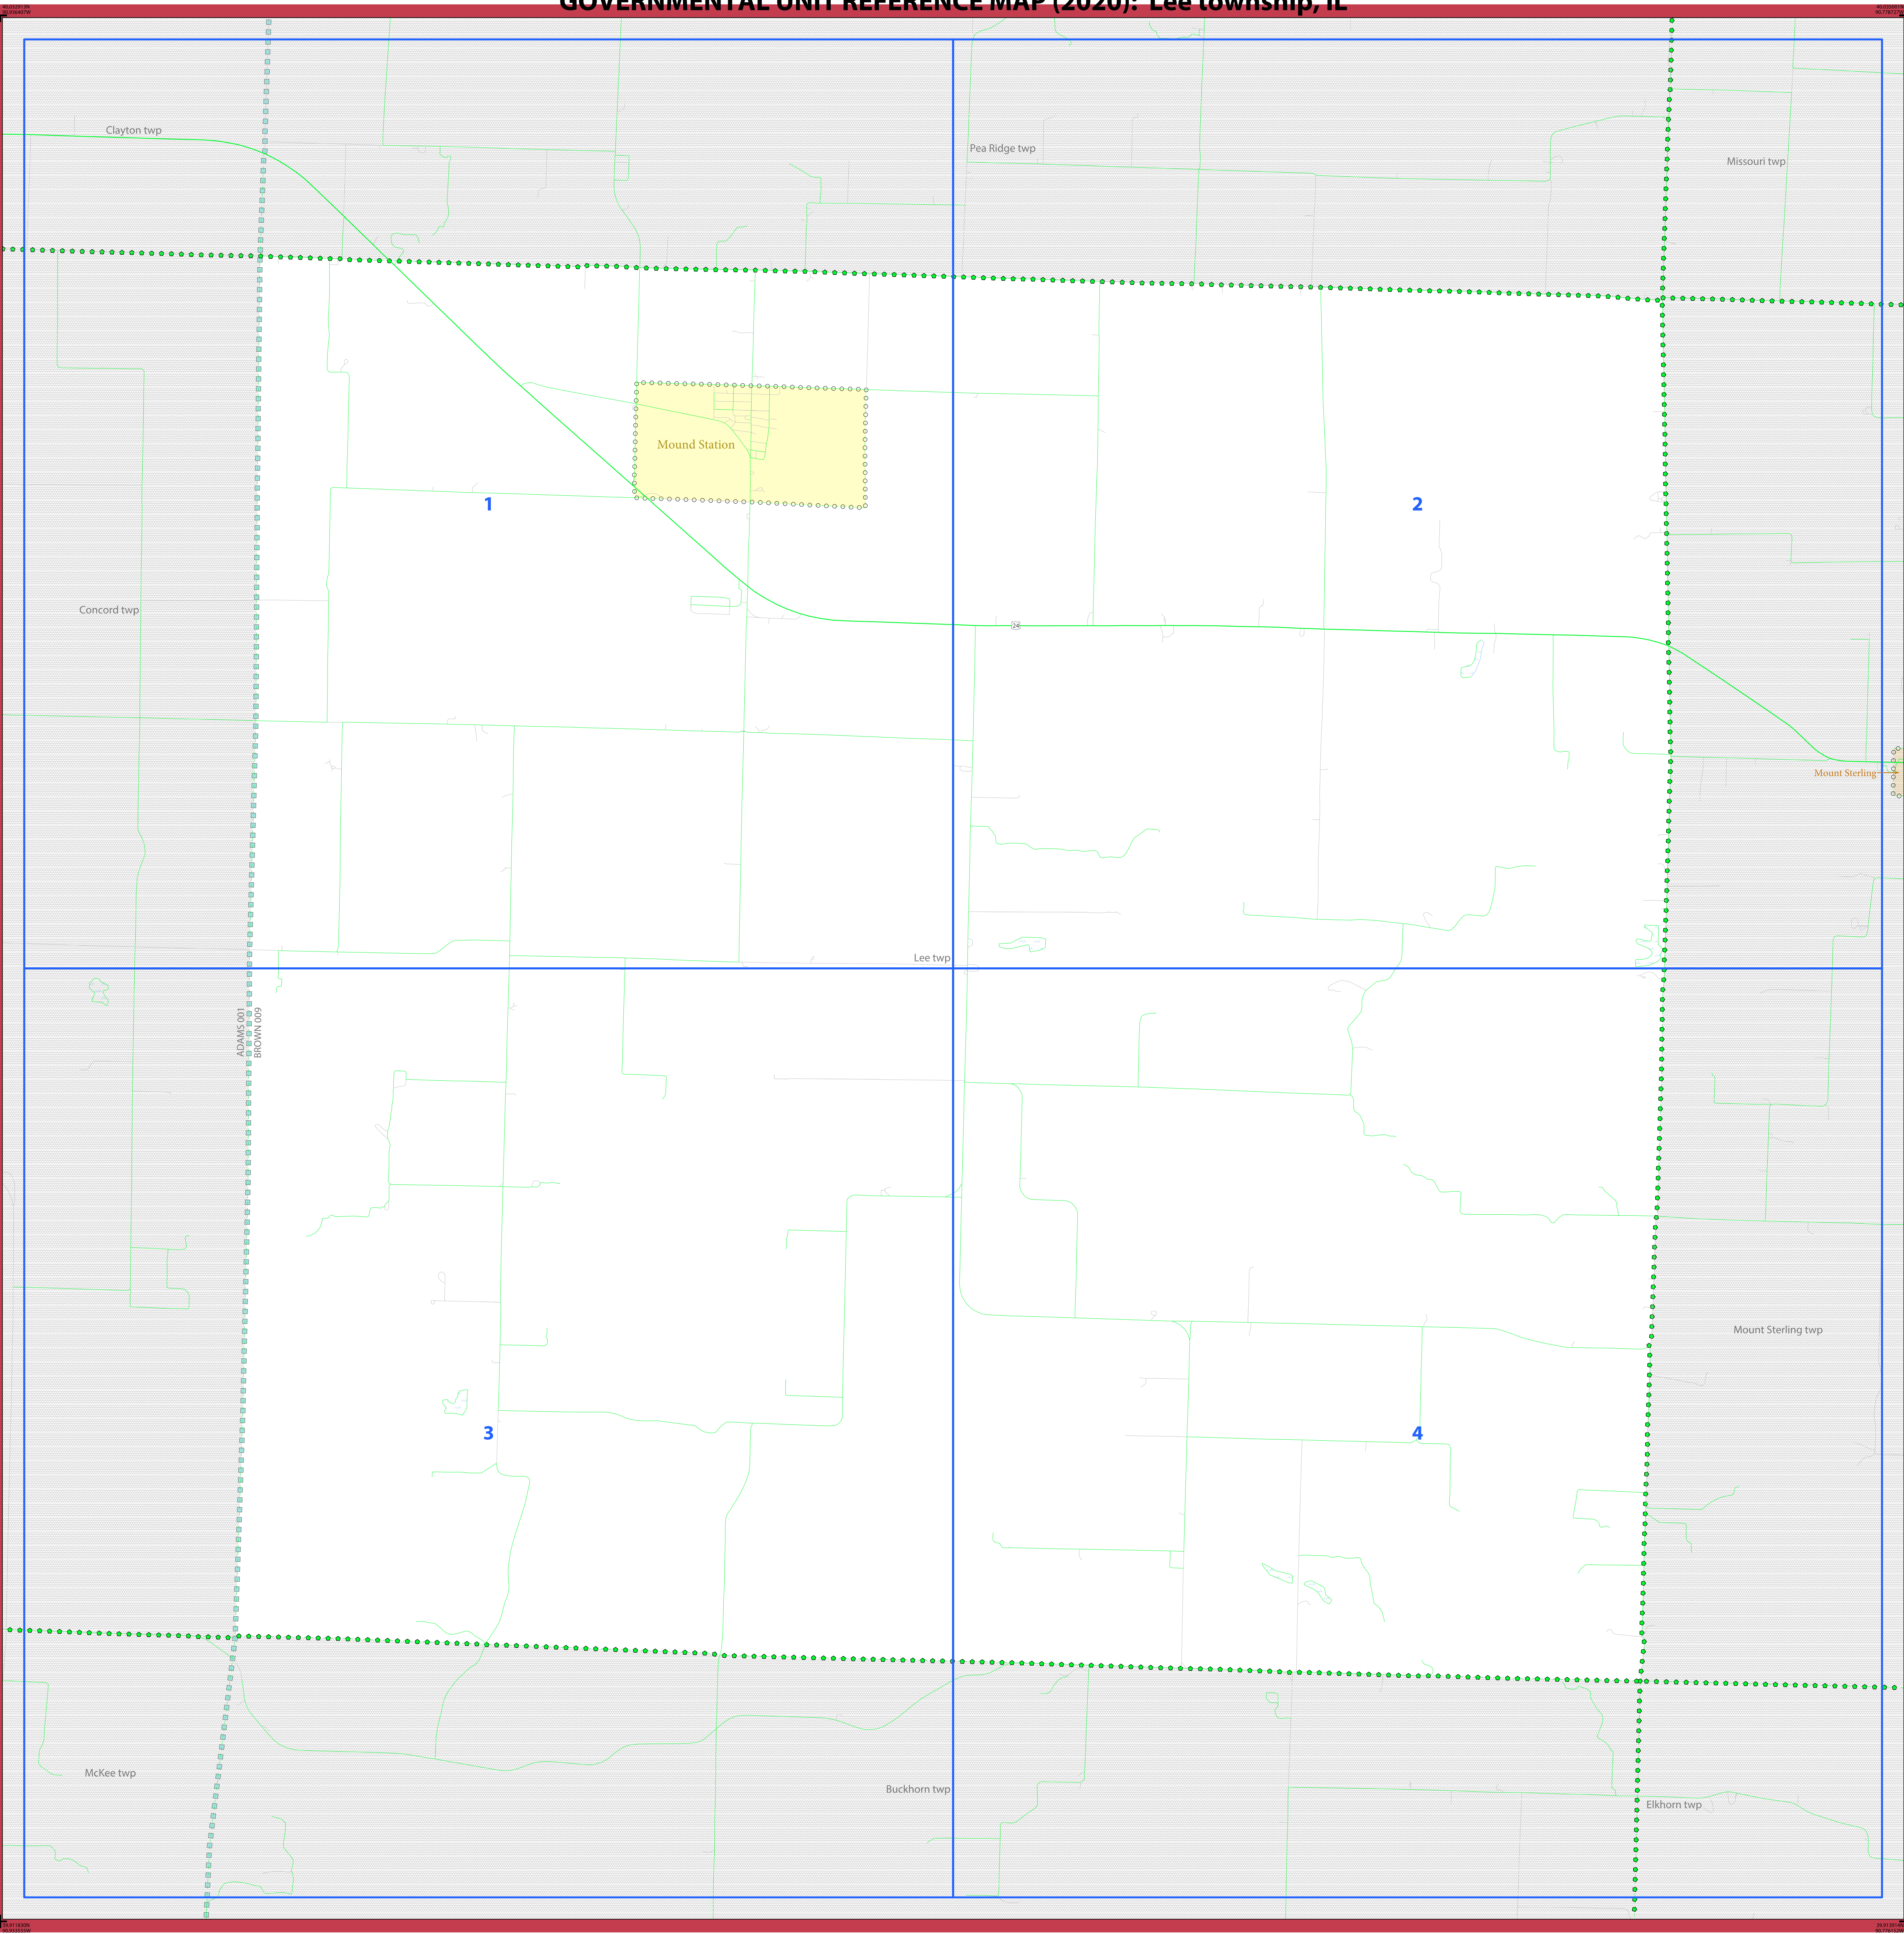 GOVERNMENTAL UNIT REFERENCE MAP (2020): Lee township, IL
Clayton twp
Pea Ridge twp
Missouri twp
Mound Station
1
2
Concord twp
24
Mount Sterling
Lee twp
ADAMS 001
BROWN 009
Mount Sterling twp
3
4
McKee twp
Buckhorn twp
Elkhorn twp